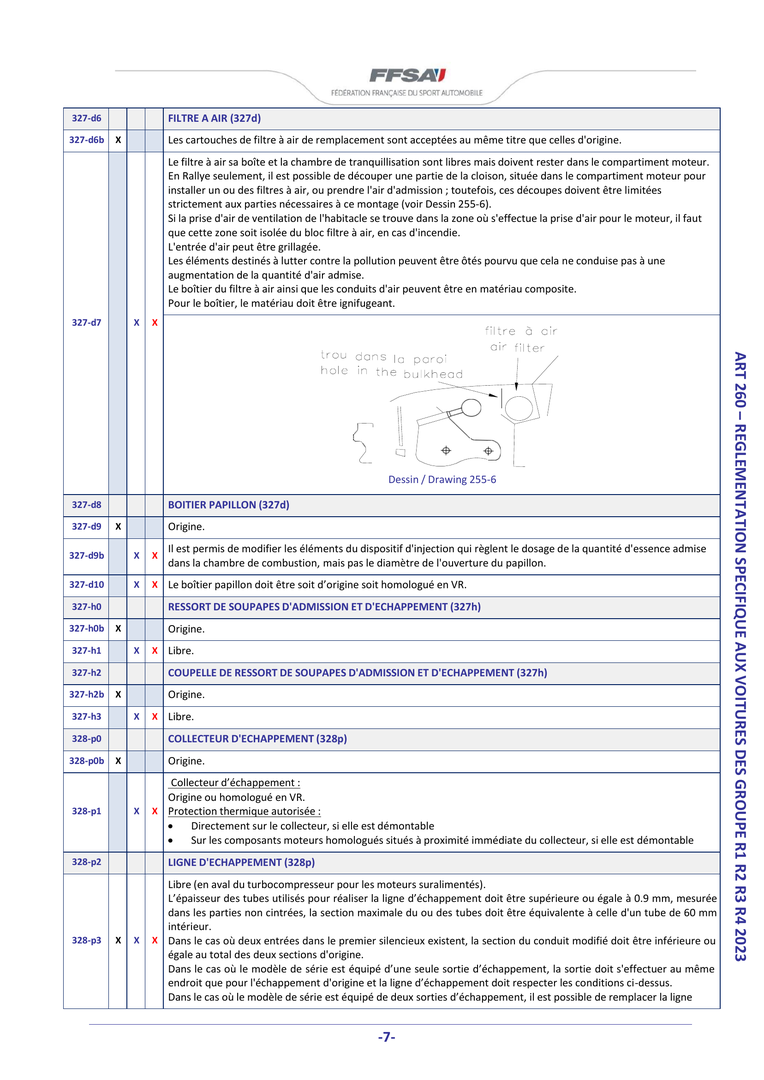 FFSA
FÉDÉRATION FRANÇAISE DU SPORT AUTOMOBILE
327-d6 FILTRE A AIR (327d)
327-d6b X Les cartouches de filtre à air de remplacement sont acceptées au même titre que celles d'origine.
Le filtre à air sa boîte et la chambre de tranquillisation sont libres mais doivent rester dans le compartiment moteur.
En Rallye seulement, il est possible de découper une partie de la cloison, située dans le compartiment moteur pour
installer un ou des filtres à air, ou prendre l'air d'admission ; toutefois, ces découpes doivent être limitées
strictement aux parties nécessaires à ce montage (voir Dessin 255-6).
Si la prise d'air de ventilation de l'habitacle se trouve dans la zone où s'effectue la prise d'air pour le moteur, il faut
que cette zone soit isolée du bloc filtre à air, en cas d'incendie.
L'entrée d'air peut être grillagée.
Les éléments destinés à lutter contre la pollution peuvent être ôtés pourvu que cela ne conduise pas à une
augmentation de la quantité d'air admise.
Le boîtier du filtre à air ainsi que les conduits d'air peuvent être en matériau composite.
Pour le boîtier, le matériau doit être ignifugeant.
327-d7 X X
filtre à air
air filter
trou dans la paroi
hole in the bulkhead
Dessin / Drawing 255-6
327-d8 BOITIER PAPILLON (327d)
327-d9 X Origine.
327-d9b X X Il est permis de modifier les éléments du dispositif d'injection qui règlent le dosage de la quantité d'essence admise
dans la chambre de combustion, mais pas le diamètre de l'ouverture du papillon.
327-d10 X X Le boîtier papillon doit être soit d’origine soit homologué en VR.
327-h0 RESSORT DE SOUPAPES D'ADMISSION ET D'ECHAPPEMENT (327h)
327-h0b X Origine.
327-h1 X X Libre.
327-h2 COUPELLE DE RESSORT DE SOUPAPES D'ADMISSION ET D'ECHAPPEMENT (327h)
327-h2b X Origine.
327-h3 X X Libre.
328-p0 COLLECTEUR D'ECHAPPEMENT (328p)
328-p0b X Origine.
Collecteur d’échappement :
Origine ou homologué en VR.
328-p1 X X Protection thermique autorisée :
• Directement sur le collecteur, si elle est démontable
• Sur les composants moteurs homologués situés à proximité immédiate du collecteur, si elle est démontable
328-p2 LIGNE D'ECHAPPEMENT (328p)
Libre (en aval du turbocompresseur pour les moteurs suralimentés).
L’épaisseur des tubes utilisés pour réaliser la ligne d’échappement doit être supérieure ou égale à 0.9 mm, mesurée
dans les parties non cintrées, la section maximale du ou des tubes doit être équivalente à celle d'un tube de 60 mm
intérieur.
328-p3 X X X Dans le cas où deux entrées dans le premier silencieux existent, la section du conduit modifié doit être inférieure ou
égale au total des deux sections d'origine.
Dans le cas où le modèle de série est équipé d’une seule sortie d’échappement, la sortie doit s'effectuer au même
endroit que pour l'échappement d'origine et la ligne d’échappement doit respecter les conditions ci-dessus.
Dans le cas où le modèle de série est équipé de deux sorties d’échappement, il est possible de remplacer la ligne
ART 260 – REGLEMENTATION SPECIFIQUE AUX VOITURES DES GROUPE R1 R2 R3 R4 2023
-7-